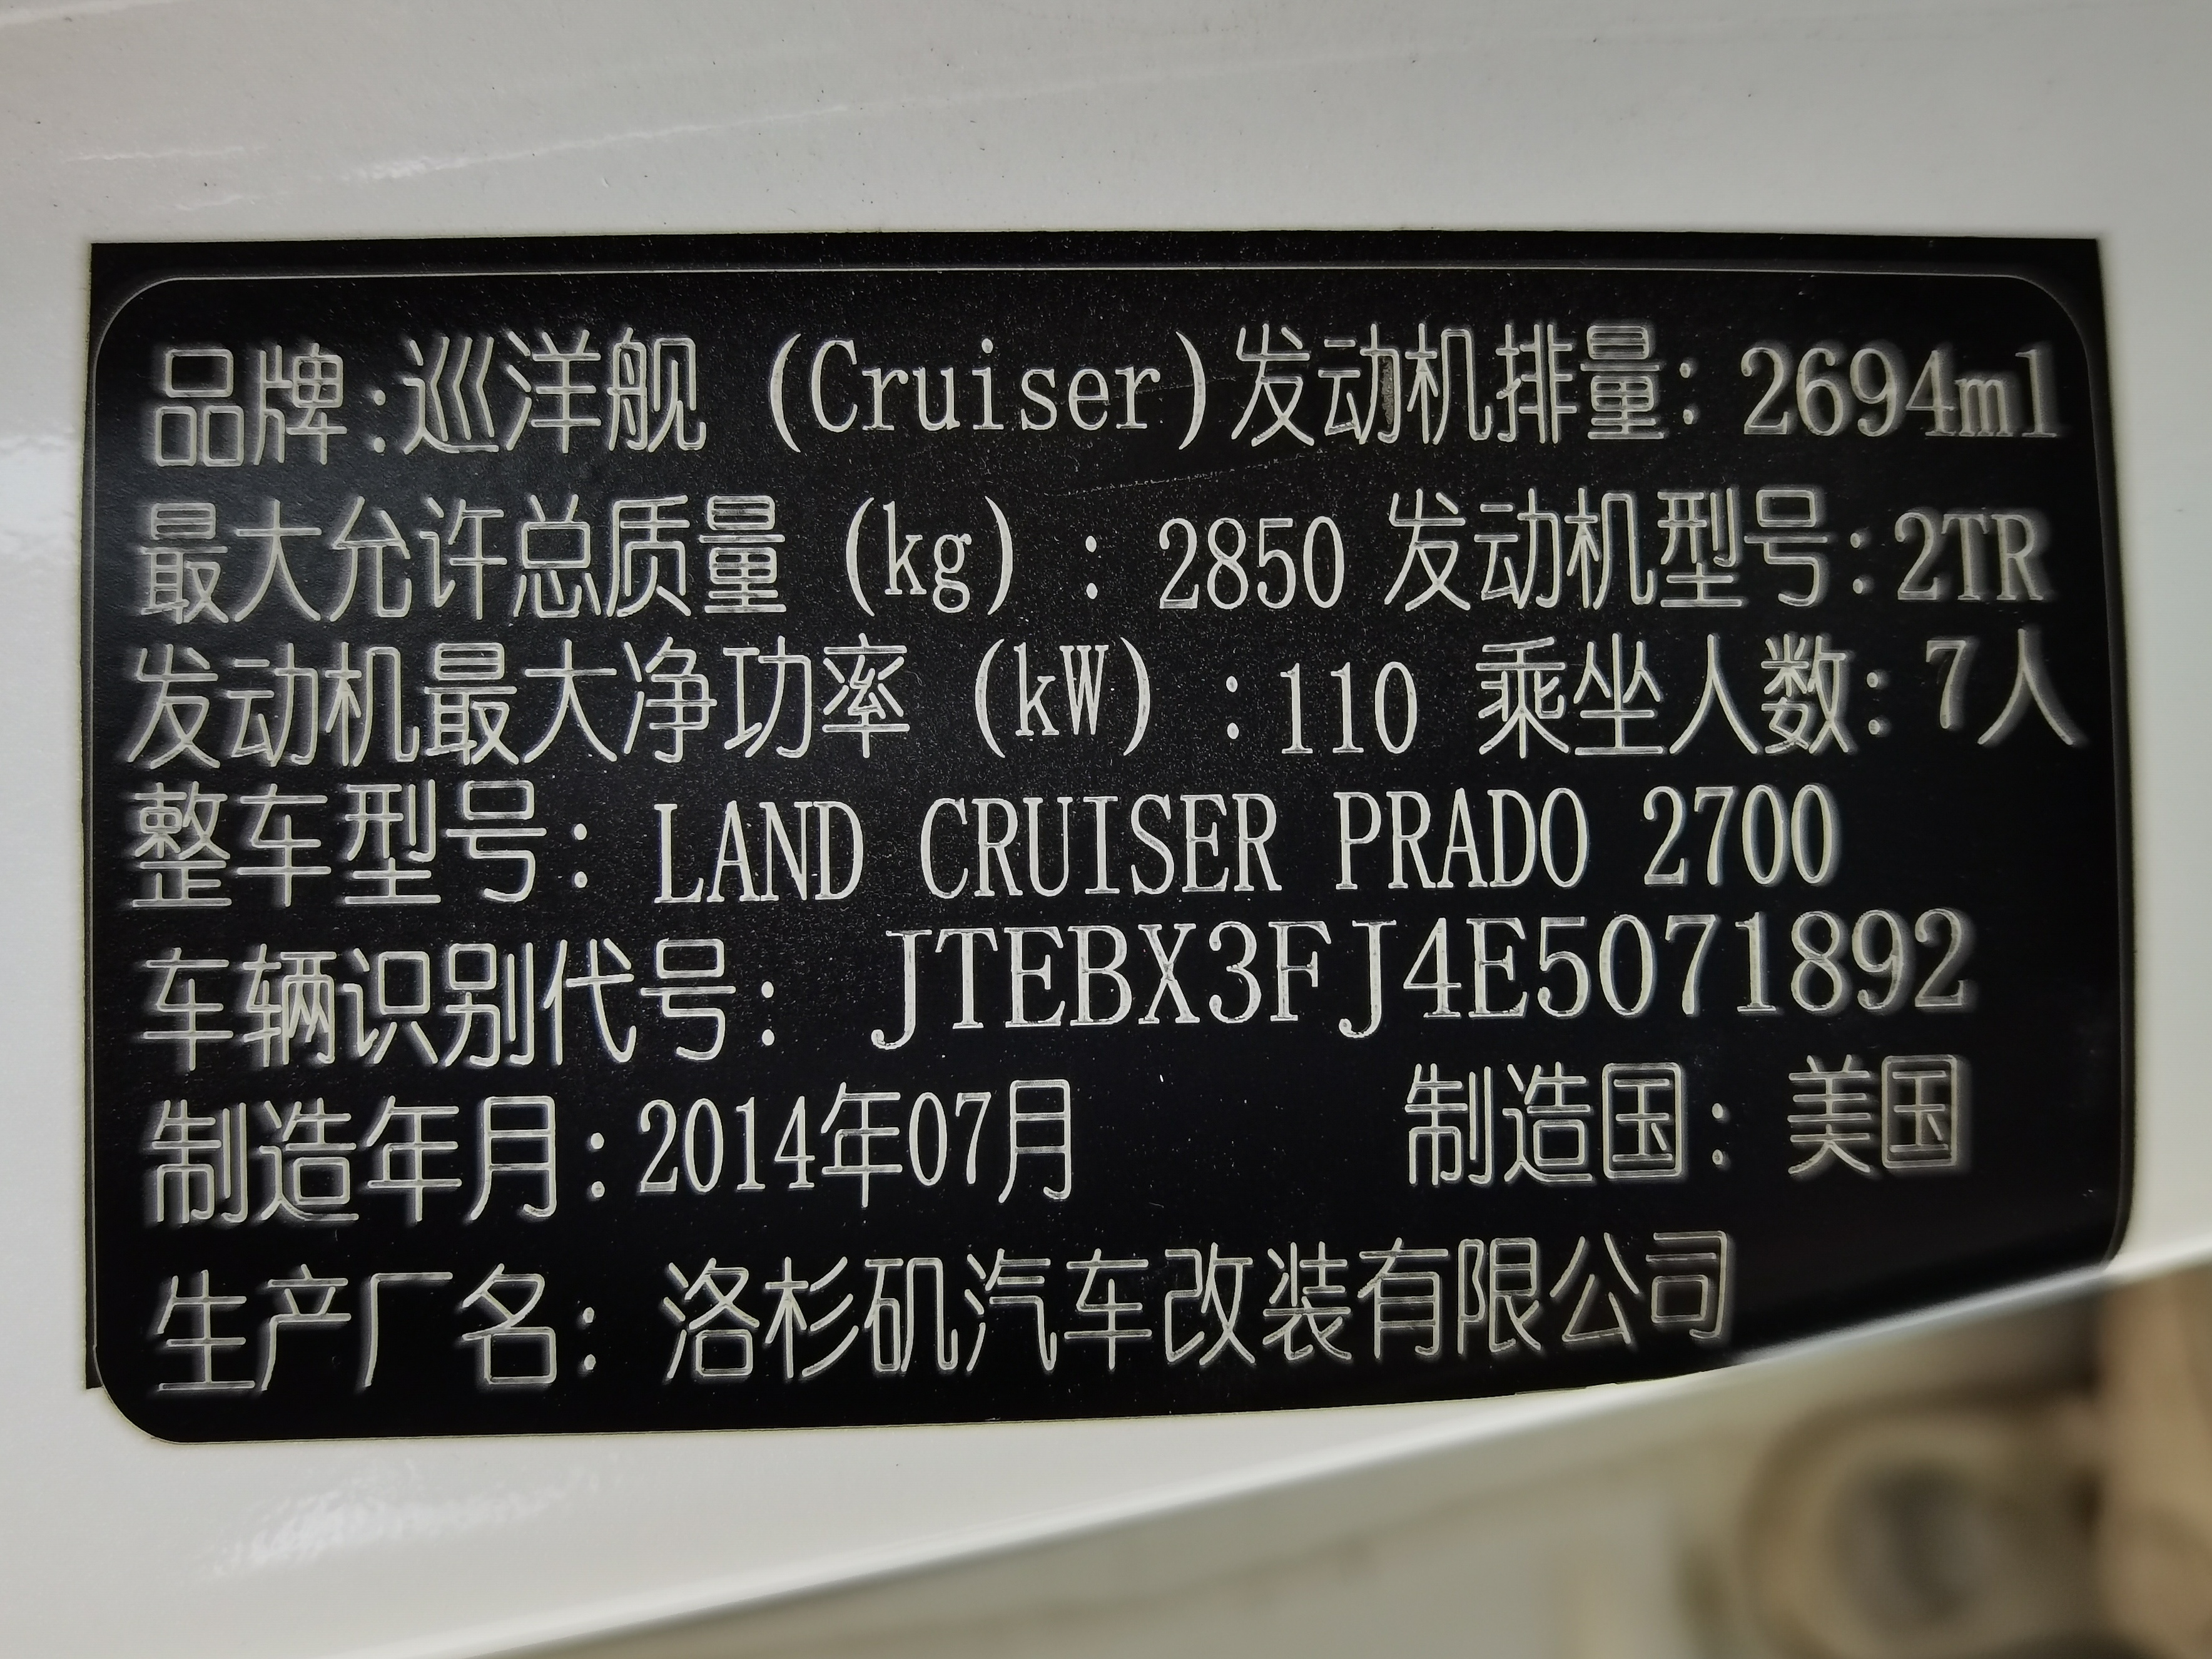 品牌:巡洋舰 (Cruiser)发动机排量: 2694ml
最大允许总质量 (kg) : 2850 发动机型号:2TR
发动机最大净功率 (kW) :110 乘坐人数: 7人
整车型号: LAND CRUISER PRADO 2700
车辆识别代号: JTEBX3FJ4E5071892
制造年月:2014年07月 制造国: 美国
生产厂名: 洛杉矶汽车改装有限公司